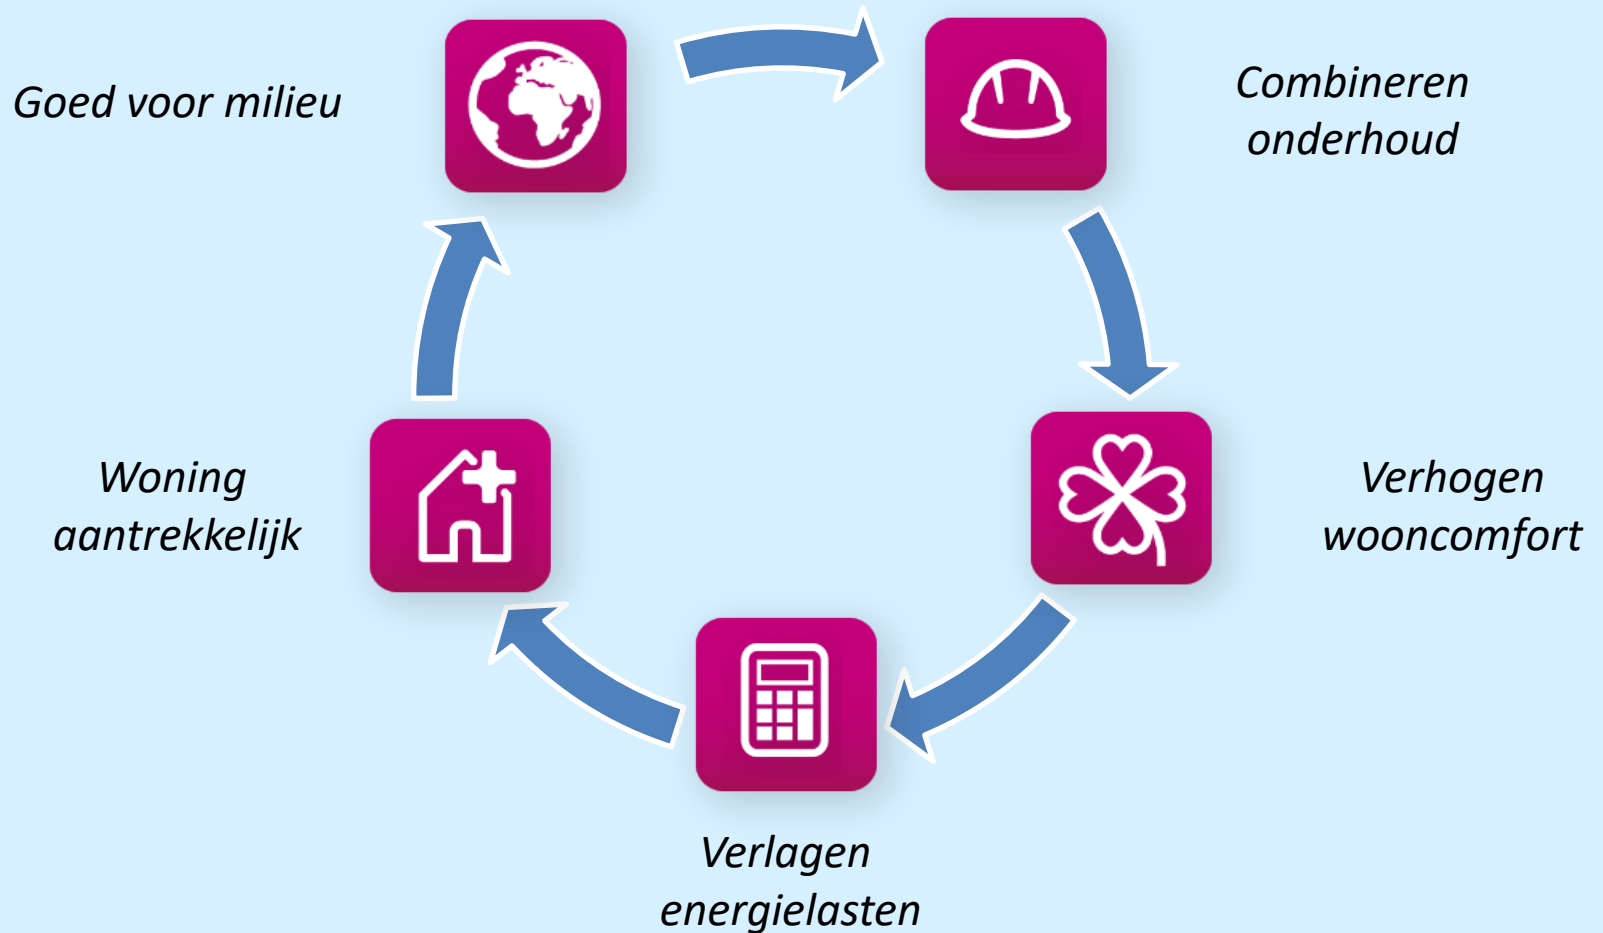 Goed voor milieu
Combineren
onderhoud
Woning
aantrekkelijk
Verhogen
wooncomfort
Verlagen
energielasten